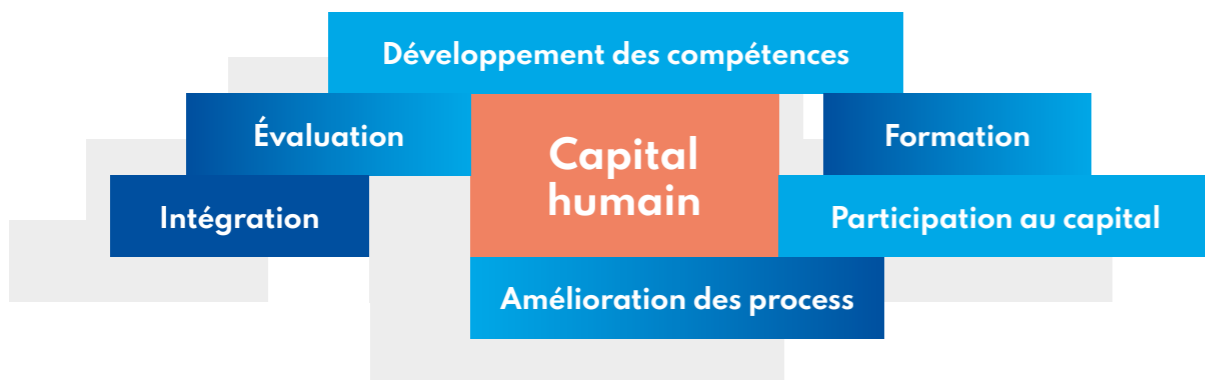 Développement des compétences
Évaluation
Capital
humain
Formation
Intégration
Participation au capital
Amélioration des process